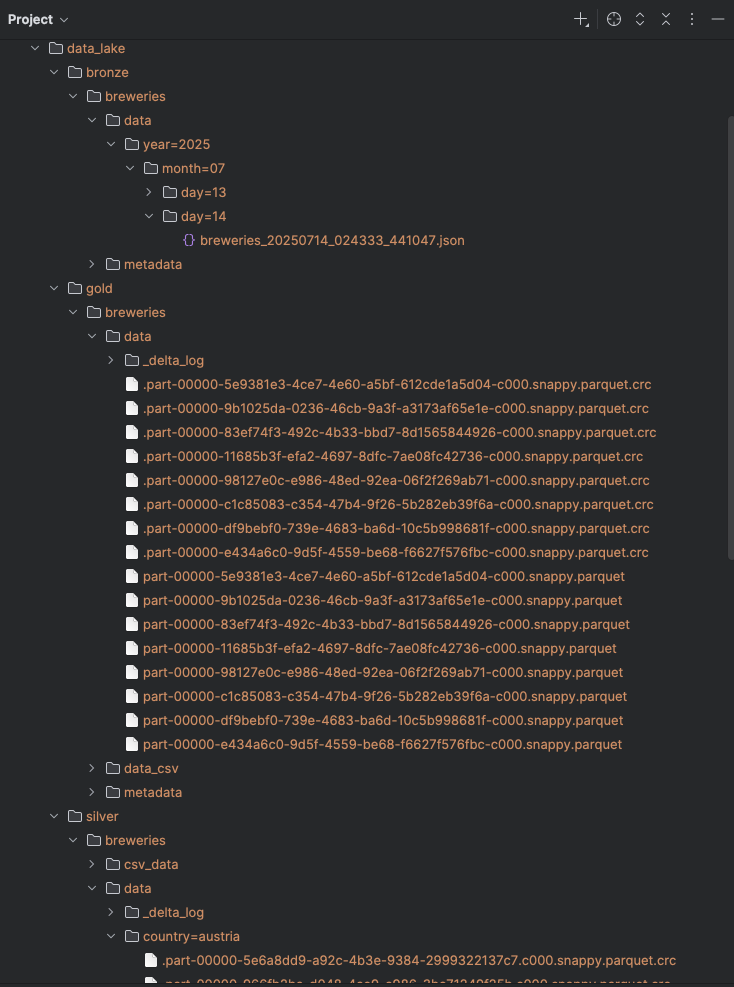 Project
data_lake
bronze
breweries
data
year=2025
month=07
day=13
day=14
{} breweries_20250714_024333_441047.json
metadata
gold
breweries
data
_delta_log
.part-00000-5e9381e3-4ce7-4e60-a5bf-612cde1a5d04-c000.snappy.parquet.crc
.part-00000-9b1025da-0236-46cb-9a3f-a3173af65e1e-c000.snappy.parquet.crc
.part-00000-83ef74f3-492c-4b33-bbd7-8d1565844926-c000.snappy.parquet.crc
.part-00000-11685b3f-efa2-4697-8dfc-7ae08fc42736-c000.snappy.parquet.crc
.part-00000-98127e0c-e986-48ed-92ea-06f2f269ab71-c000.snappy.parquet.crc
.part-00000-c1c85083-c354-47b4-9f26-5b282eb39f6a-c000.snappy.parquet.crc
.part-00000-df9bebf0-739e-4683-ba6d-10c5b998681f-c000.snappy.parquet.crc
.part-00000-e434a6c0-9d5f-4559-be68-f6627f576fbc-c000.snappy.parquet.crc
part-00000-5e9381e3-4ce7-4e60-a5bf-612cde1a5d04-c000.snappy.parquet
part-00000-9b1025da-0236-46cb-9a3f-a3173af65e1e-c000.snappy.parquet
part-00000-83ef74f3-492c-4b33-bbd7-8d1565844926-c000.snappy.parquet
part-00000-11685b3f-efa2-4697-8dfc-7ae08fc42736-c000.snappy.parquet
part-00000-98127e0c-e986-48ed-92ea-06f2f269ab71-c000.snappy.parquet
part-00000-c1c85083-c354-47b4-9f26-5b282eb39f6a-c000.snappy.parquet
part-00000-df9bebf0-739e-4683-ba6d-10c5b998681f-c000.snappy.parquet
part-00000-e434a6c0-9d5f-4559-be68-f6627f576fbc-c000.snappy.parquet
data_csv
metadata
silver
breweries
csv_data
data
_delta_log
country=austria
.part-00000-5e6a8dd9-a92c-4b3e-9384-2999322137c7.c000.snappy.parquet.crc